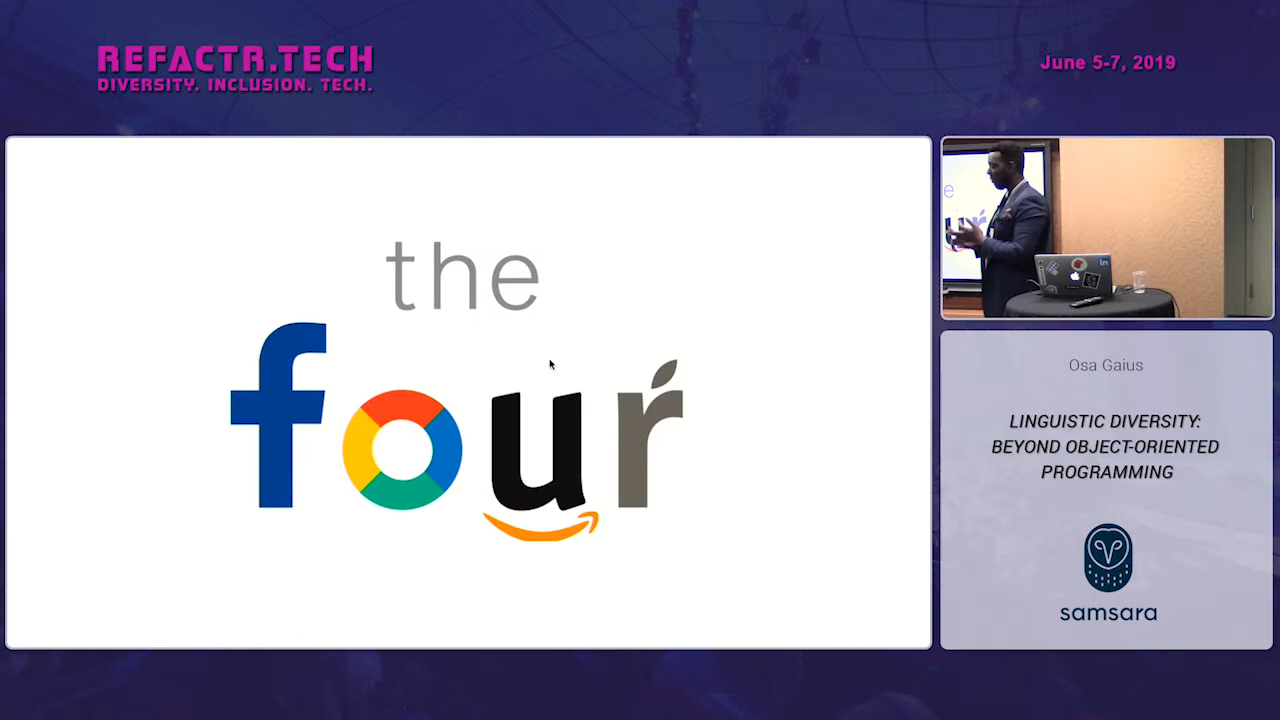 REFACTR.TECH
DIVERSITY. INCLUSION. TECH.
June 5-7, 2019
the
four
Osa Gaius
LINGUISTIC DIVERSITY:
BEYOND OBJECT-ORIENTED
PROGRAMMING
samsara